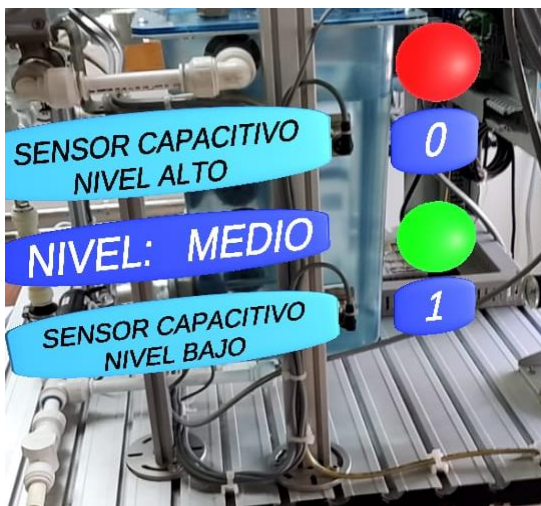 SENSOR CAPACITIVO
NIVEL ALTO
0
NIVEL: MEDIO
SENSOR CAPACITIVO
NIVEL BAJO
1